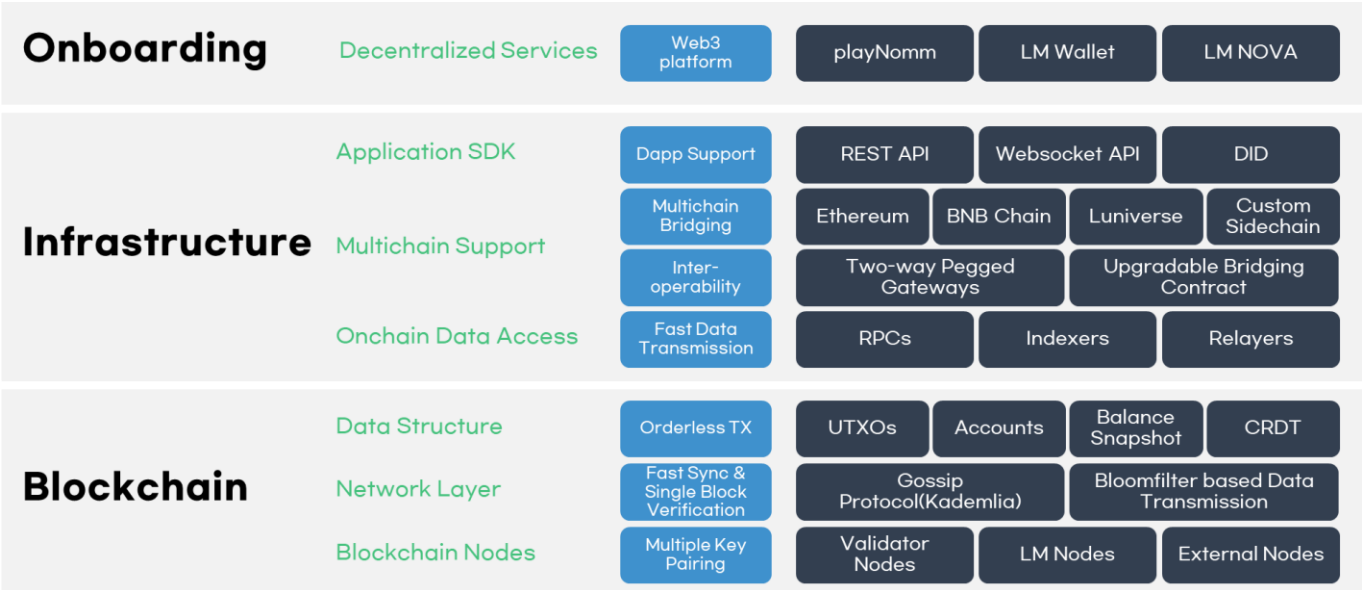 Onboarding
Decentralized Services
Web3
platform
playNomm
LM Wallet
LM NOVA
Infrastructure
Application SDK
Dapp Support
REST API
Websocket API
DID
Multichain Support
Multichain
Bridging
Ethereum
BNB Chain
Luniverse
Custom
Sidechain
Inter-
operability
Two-way Pegged
Gateways
Upgradable Bridging
Contract
Onchain Data Access
Fast Data
Transmission
RPCs
Indexers
Relayers
Blockchain
Data Structure
Orderless TX
UTXOs
Accounts
Balance
Snapshot
CRDT
Network Layer
Fast Sync &
Single Block
Verification
Gossip
Protocol(Kademlia)
Bloomfilter based Data
Transmission
Blockchain Nodes
Multiple Key
Pairing
Validator
Nodes
LM Nodes
External Nodes